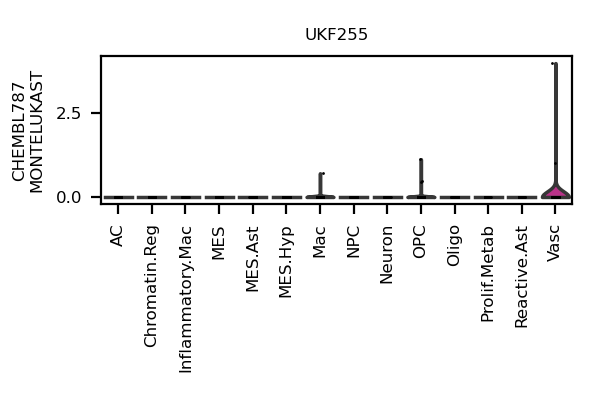 UKF255
CHEMBL787
MONTELUKAST
2.5
0.0
AC
Chromatin.Reg
Inflammatory.Mac
MES
MES.Ast
MES.Hyp
Mac
NPC
Neuron
OPC
Oligo
Prolif.Metab
Reactive.Ast
Vasc